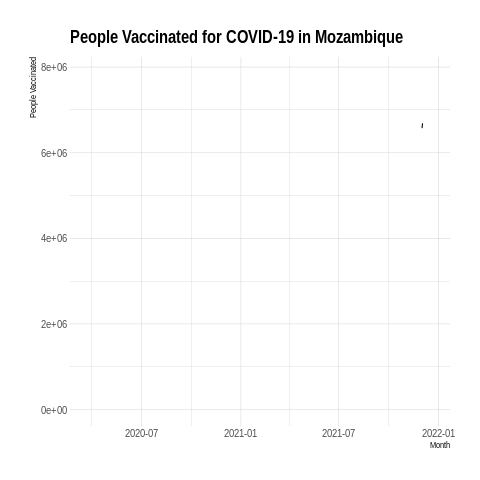 People Vaccinated for COVID-19 in Mozambique
People Vaccinated
8e+06
6e+06
4e+06
2e+06
0e+00
2020-07 2021-01 2021-07 2022-01
Month